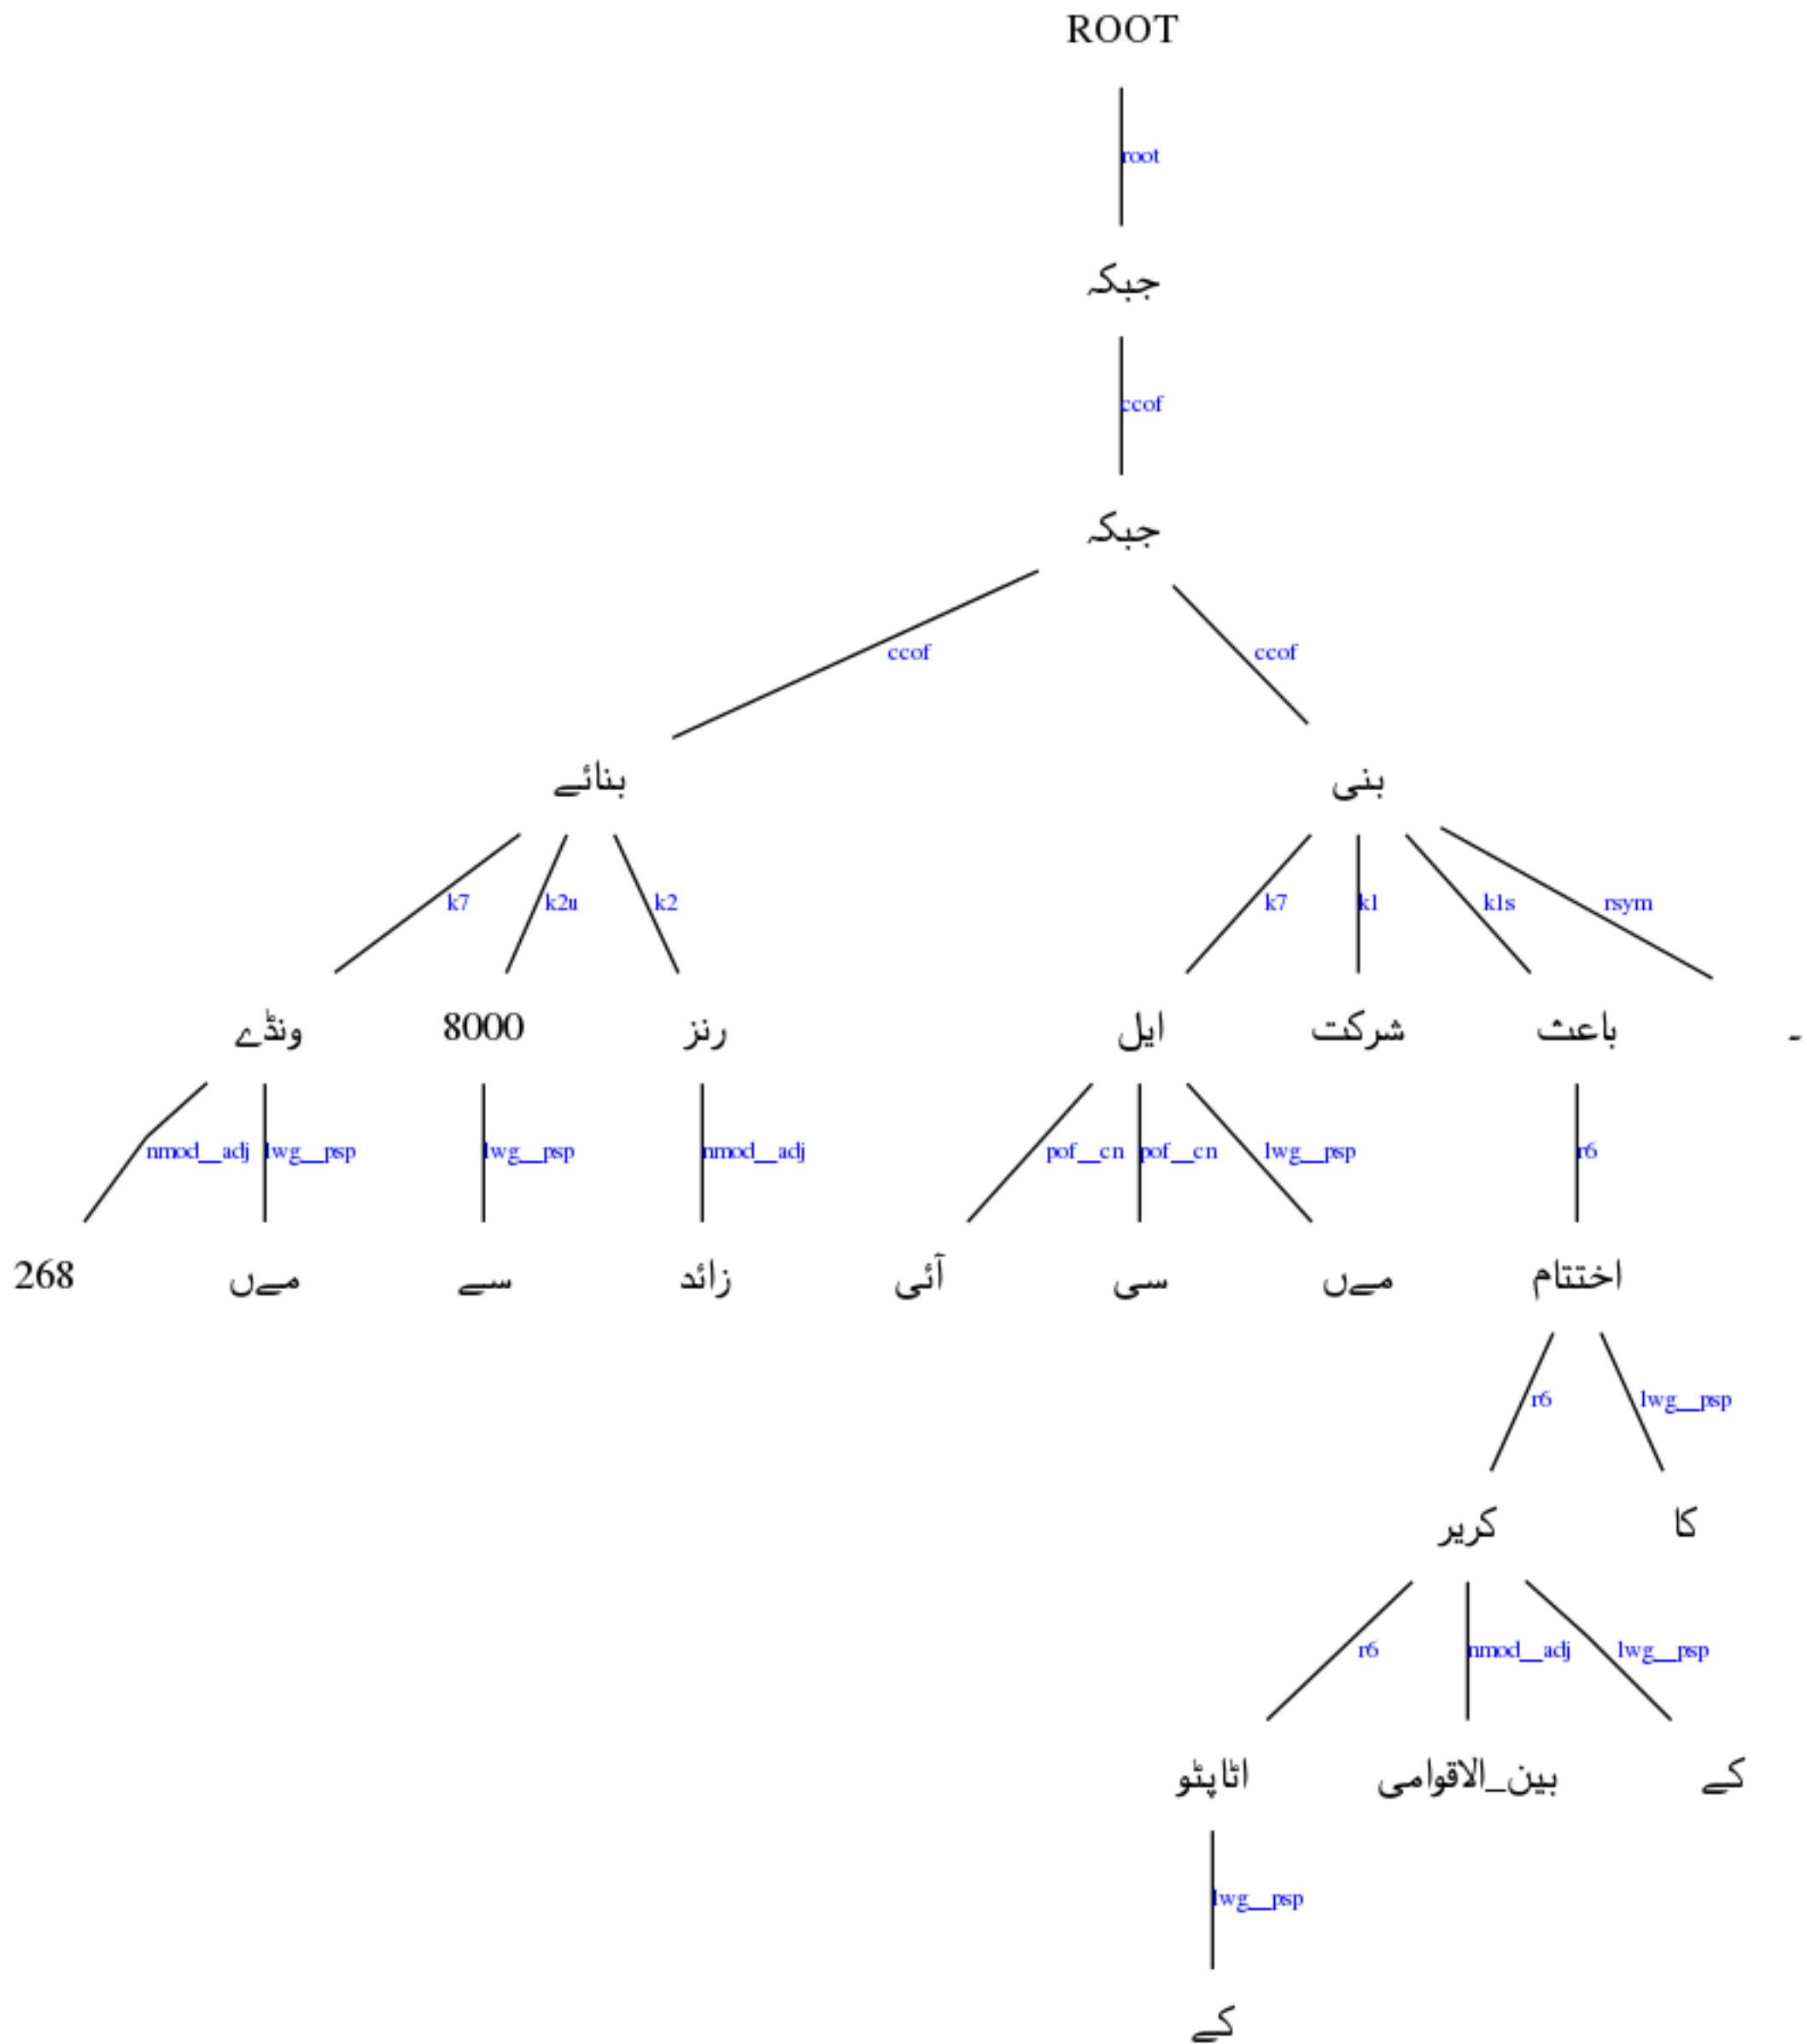 ROOT
root
جبکہ
ccof
جبکہ
ccof ccof
بنائے بنی
k7 k2u k2 k7 k1 k1s rsym
ونڈے 8000 رنز ایل شرکت باعث ۔
nmod__adj lwg__psp lwg__psp nmod__adj pof__cn pof__cn lwg__psp r6
268 مےں سے زائد آئی سی مےں اختتام
r6 lwg__psp
کریر کا
r6 nmod__adj lwg__psp
اٹاپٹو بین_الاقوامی کے
lwg__psp
کے